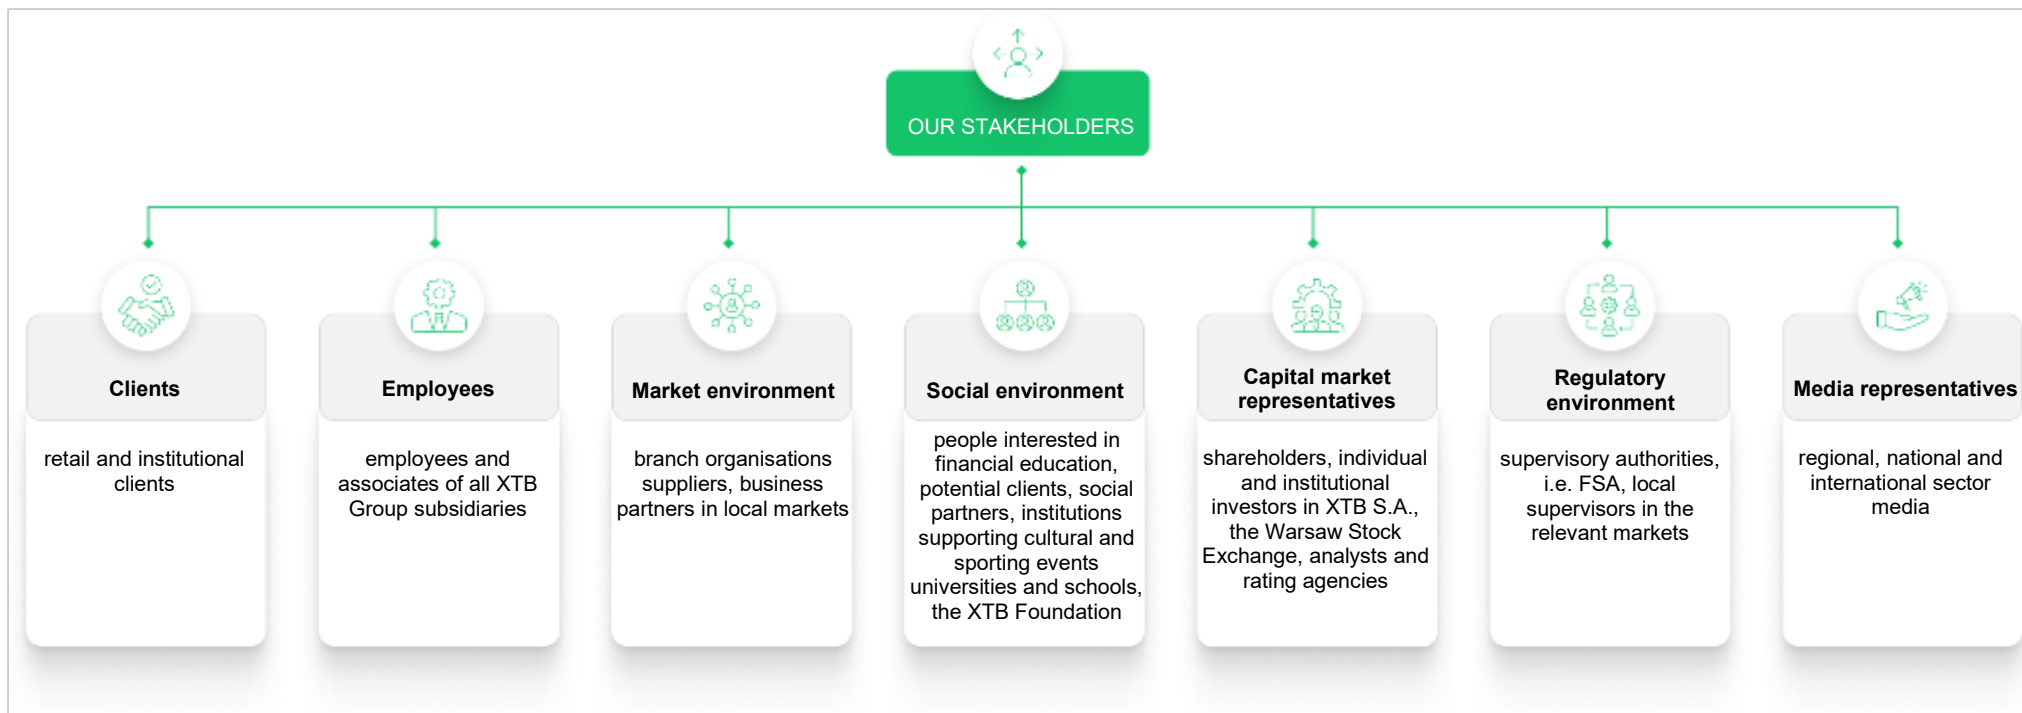 OUR STAKEHOLDERS
Clients
retail and institutional
clients
Employees
employees and
associates of all XTB
Group subsidiaries
Market environment
branch organisations
suppliers, business
partners in local markets
Social environment
people interested in
financial education,
potential clients, social
partners, institutions
supporting cultural and
sporting events
universities and schools,
the XTB Foundation
Capital market
representatives
shareholders, individual
and institutional
investors in XTB S.A.,
the Warsaw Stock
Exchange, analysts and
rating agencies
Regulatory
environment
supervisory authorities,
i.e. FSA, local
supervisors in the
relevant markets
Media representatives
regional, national and
international sector
media